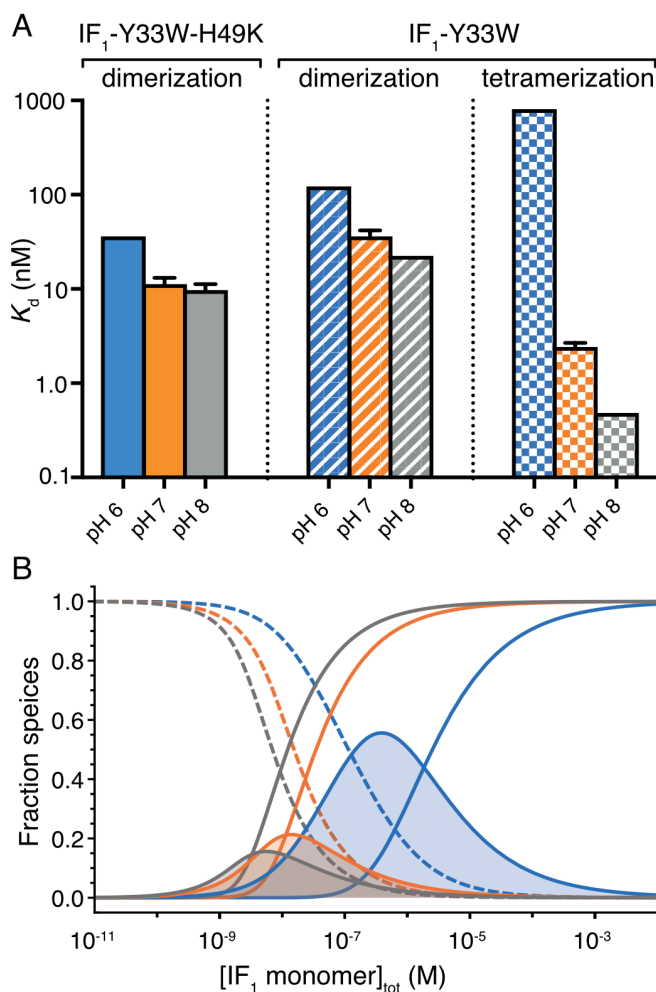 A
IF1-Y33W-H49K IF1-Y33W
dimerization dimerization tetramerization
1000
100
10
1.0
0.1
Kd (nM)
pH 6 pH 7 pH 8 pH 6 pH 7 pH 8 pH 6 pH 7 pH 8
B
1.0
0.8
0.6
0.4
0.2
0.0
Fraction speices
10-11 10-9 10-7 10-5 10-3
[IF1 monomer]tot (M)